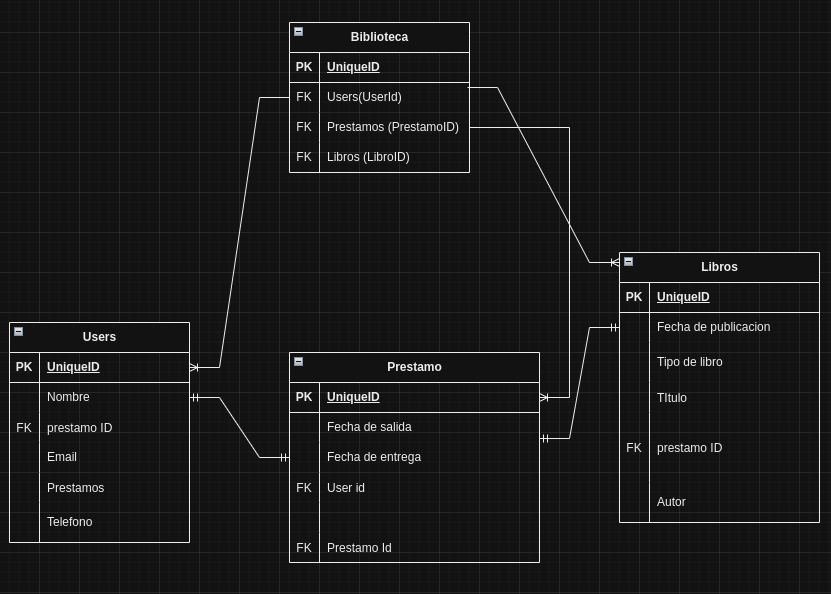 Biblioteca
PK UniqueID
FK Users(UserId)
FK Prestamos (PrestamoID)
FK Libros (LibroID)
Libros
PK UniqueID
Fecha de publicacion
Tipo de libro
TItulo
FK prestamo ID
Autor
Users
PK UniqueID
Nombre
FK prestamo ID
Email
Prestamos
Telefono
Prestamo
PK UniqueID
Fecha de salida
Fecha de entrega
FK User id
FK Prestamo Id